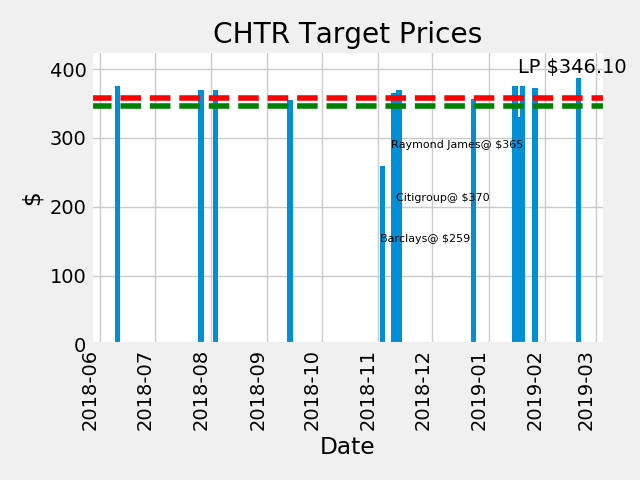 CHTR Target Prices
LP $346.10
400
300
200
100
0
$
Raymond James@ $365
Citigroup@ $370
Barclays@ $259
2018-06
2018-07
2018-08
2018-09
2018-10
2018-11
2018-12
2019-01
2019-02
2019-03
Date